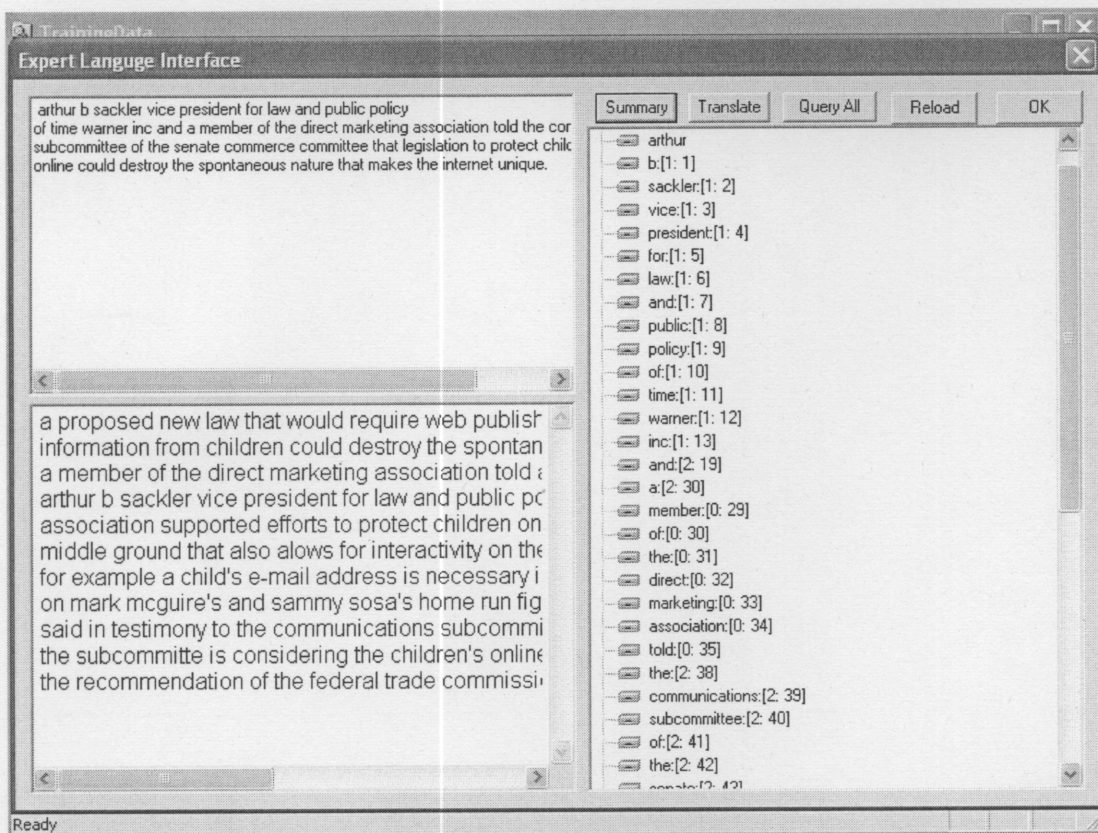 TrainingData
Expert Languge Interface
arthur b sackler vice president for law and public policy
of time warner inc and a member of the direct marketing association told the cor
subcommittee of the senate commerce committee that legislation to protect chilc
online could destroy the spontaneous nature that makes the internet unique.
a proposed new law that would require web publish
information from children could destroy the spontan
a member of the direct marketing association told a
arthur b sackler vice president for law and public po
association supported efforts to protect children on
middle ground that also alows for interactivity on the
for example a child's e-mail address is necessary i
on mark mcguire's and sammy sosa's home run fig
said in testimony to the communications subcommi
the subcommitte is considering the children's online
the recommendation of the federal trade commissi
Summary Translate Query All Reload OK
arthur
b:[1: 1]
sackler:[1: 2]
vice:[1: 3]
president:[1: 4]
for:[1: 5]
law:[1: 6]
and:[1: 7]
public:[1: 8]
policy:[1: 9]
of:[1: 10]
time:[1: 11]
warner:[1: 12]
inc:[1: 13]
and:[2: 19]
a:[2: 30]
member:[0: 29]
of:[0: 30]
the:[0: 31]
direct:[0: 32]
marketing:[0: 33]
association:[0: 34]
told:[0: 35]
the:[2: 38]
communications:[2: 39]
subcommittee:[2: 40]
of:[2: 41]
the:[2: 42]
senate:[2: 43]
Ready